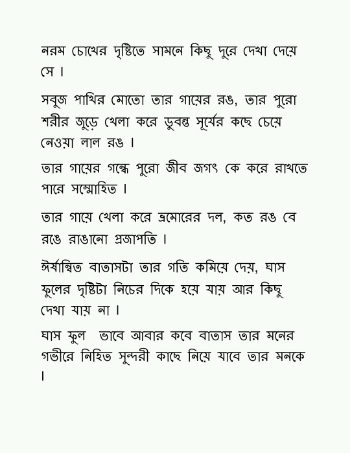 নরম চোখের দৃষ্টিতে সামনে কিছু দূরে দেখা দেয়ে
সে ।
সবুজ পাখির মোতো তার গায়ের রঙ, তার পুরো
শরীর জুড়ে খেলা করে ডুবন্ত সূর্যের কছে চেয়ে
নেওয়া লাল রঙ ।
তার গায়ের গন্ধে পুরো জীব জগৎ কে করে রাখতে
পারে সম্মোহিত ।
তার গায়ে খেলা করে ভ্রমোরের দল, কত রঙ বে
রঙে রাঙানো প্রজাপতি ।
ঈর্ষান্বিত বাতাসটা তার গতি কমিয়ে দেয়, ঘাস
ফুলের দৃষ্টিটা নিচের দিকে হয়ে যায় আর কিছু
দেখা যায় না ।
ঘাস ফুল ভাবে আবার কবে বাতাস তার মনের
গভীরে নিহিত সুন্দরী কাছে নিয়ে যাবে তার মনকে
।